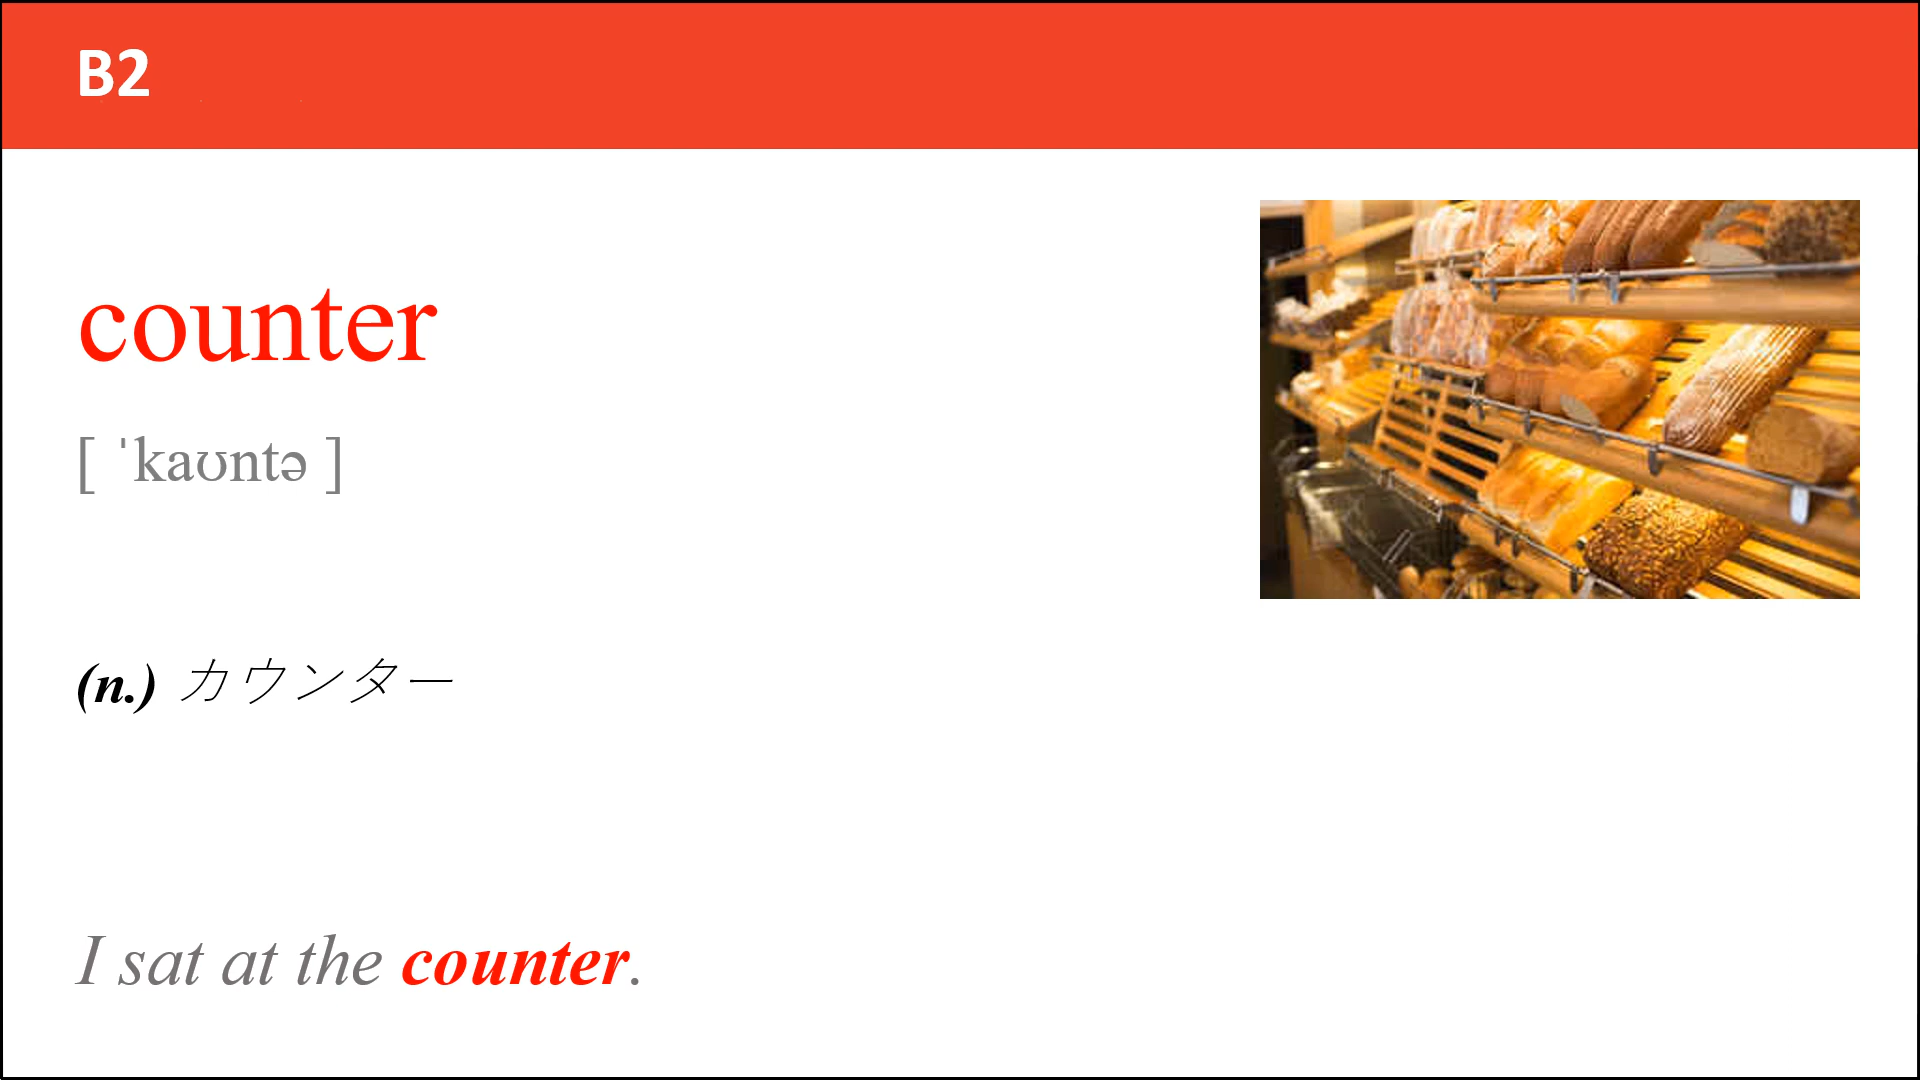 B2
counter
[ ˈkaʊntə ]
(n.) カウンター
I sat at the counter.